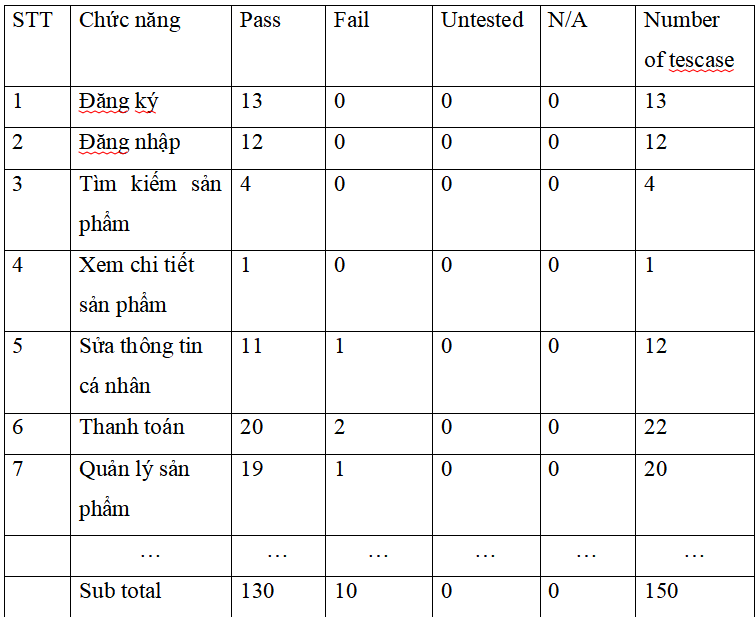 STT Chức năng Pass Fail Untested N/A Number
of tescase
1 Đăng ký 13 0 0 0 13
2 Đăng nhập 12 0 0 0 12
3 Tìm kiếm sản 4 0 0 0 4
phẩm
4 Xem chi tiết 1 0 0 0 1
sản phẩm
5 Sửa thông tin 11 1 0 0 12
cá nhân
6 Thanh toán 20 2 0 0 22
7 Quản lý sản 19 1 0 0 20
phẩm
… … … … … …
Sub total 130 10 0 0 150